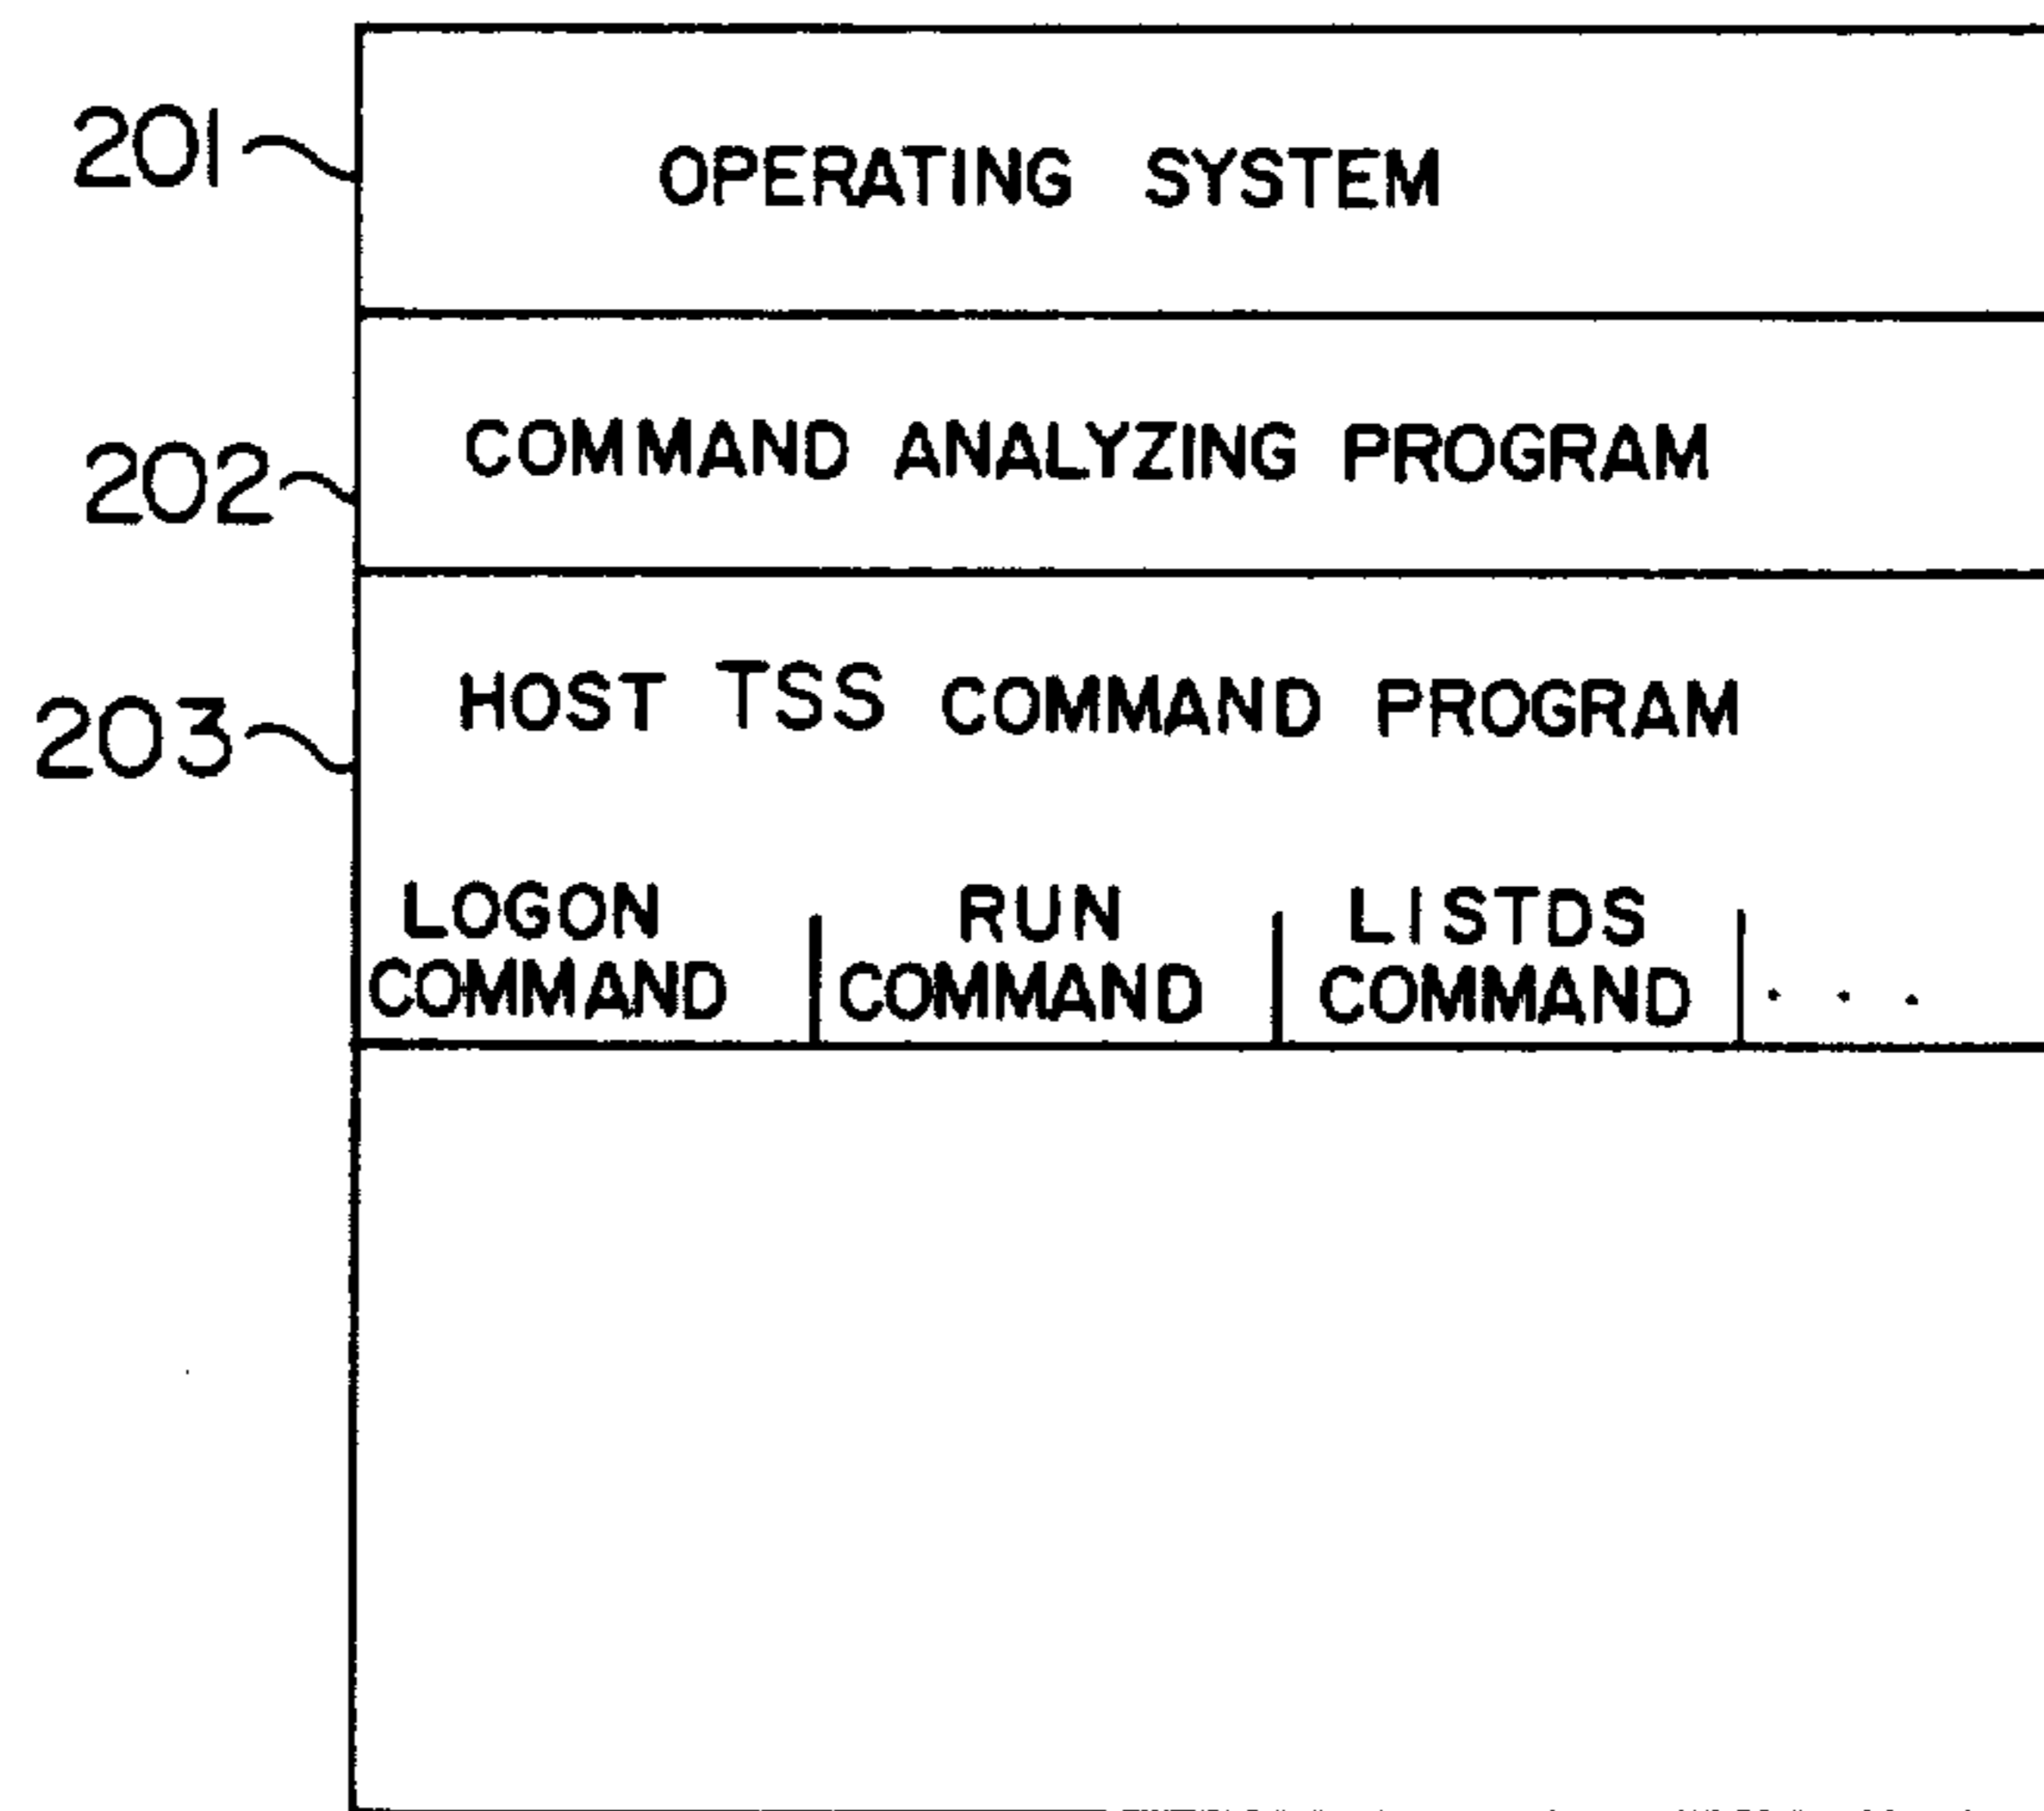 201 OPERATING SYSTEM
202 COMMAND ANALYZING PROGRAM
203 HOST TSS COMMAND PROGRAM
LOGON RUN LISTDS
COMMAND COMMAND COMMAND . . .